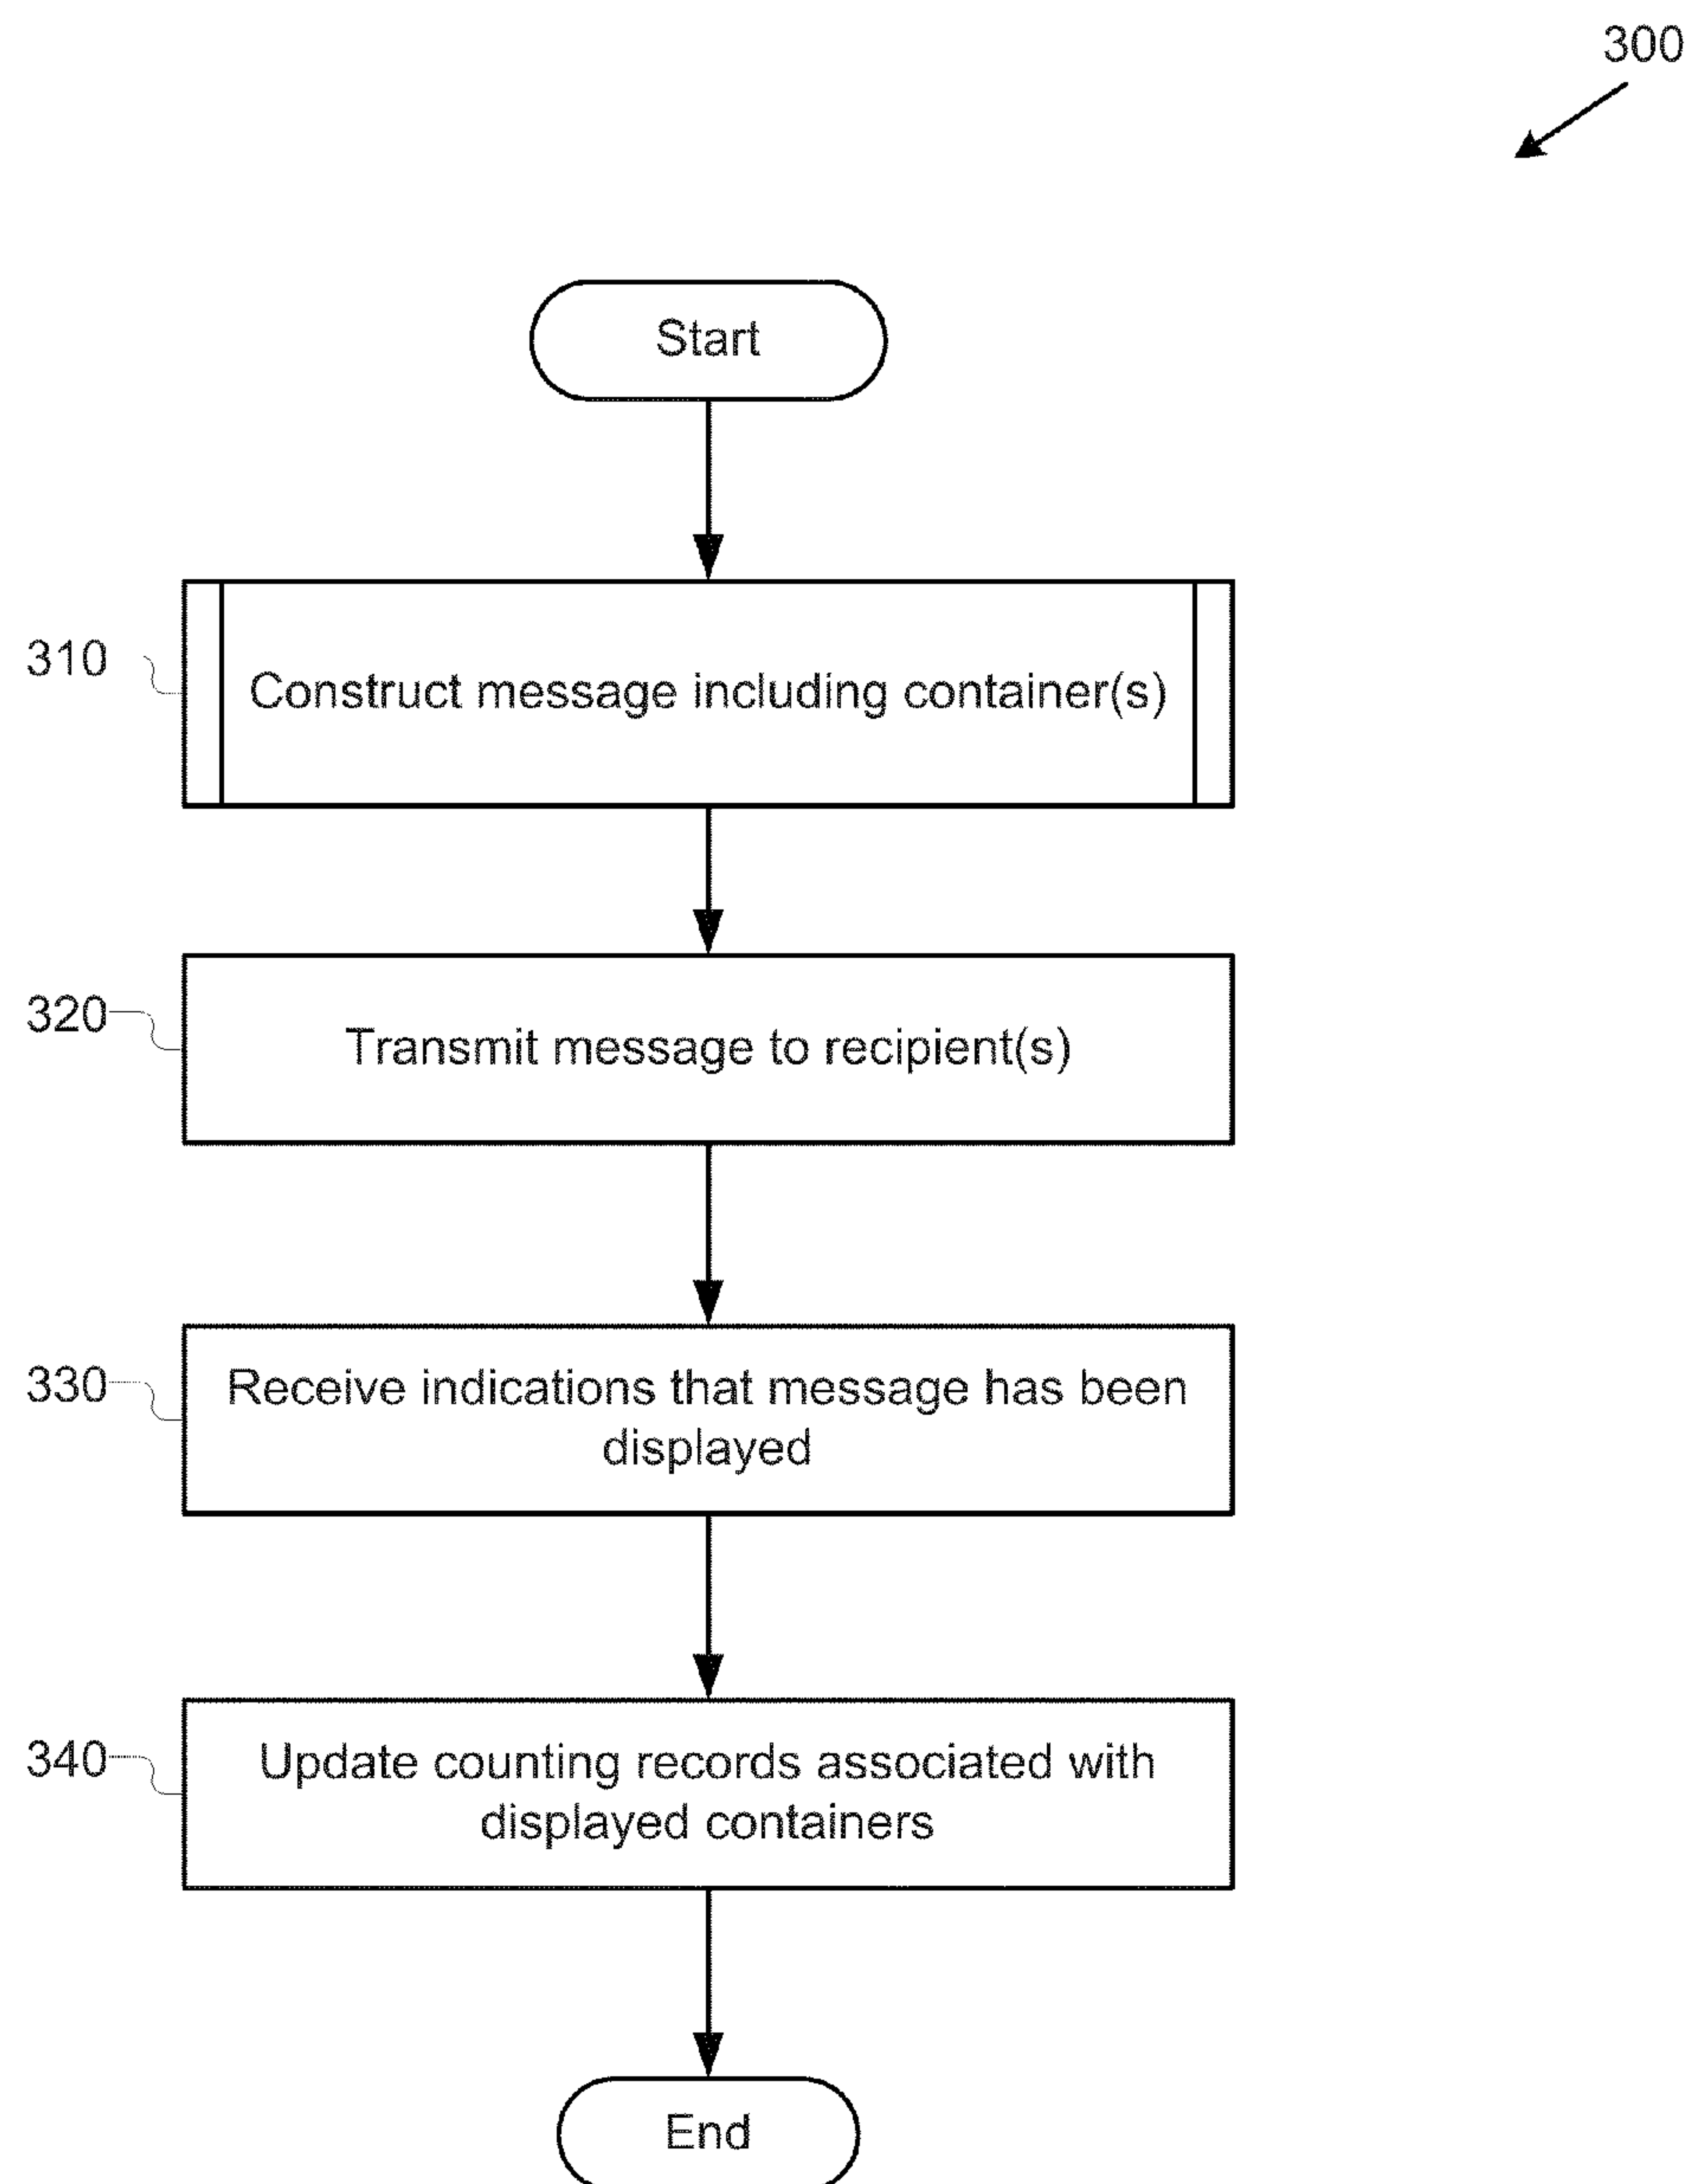 300
Start
310
Construct message including container(s)
320
Transmit message to recipient(s)
330
Receive indications that message has been
displayed
340
Update counting records associated with
displayed containers
End